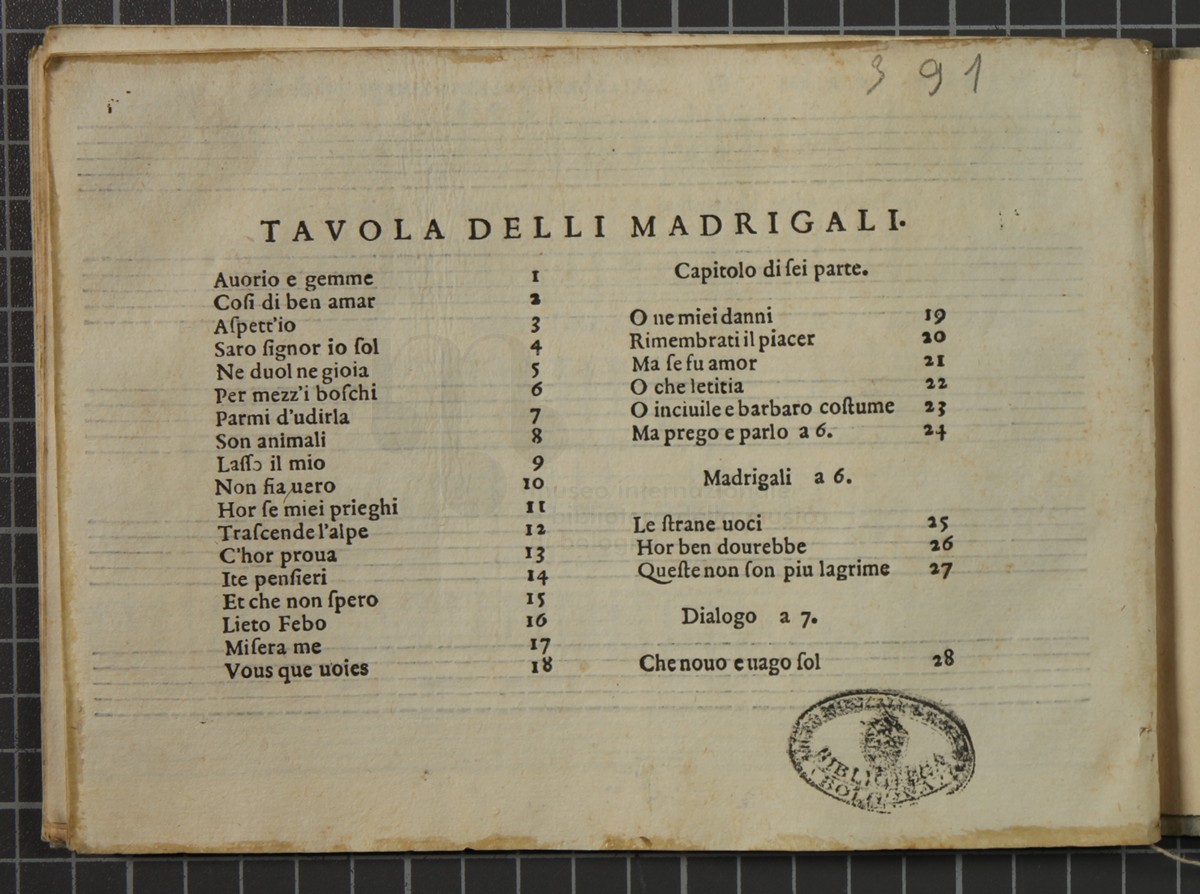 391
TAVOLA DELLI MADRIGALI.
Auorio e gemme 1
Coſi di ben amar 2
Aſpett'io 3
Saro ſignor io ſol 4
Ne duol ne gioia 5
Per mezz'i boſchi 6
Parmi d'udirla 7
Son animali 8
Laſſo il mio 9
Non fia uero 10
Hor ſe miei prieghi 11
Traſcende l'alpe 12
C'hor proua 13
Ite penſieri 14
Et che non ſpero 15
Lieto Febo 16
Miſera me 17
Vous que uoies 18
Capitolo di ſei parte.
O ne miei danni 19
Rimembrati il piacer 20
Ma ſe fu amor 21
O che letitia 22
O inciuile e barbaro coſtume 23
Ma prego e parlo a 6. 24
Madrigali a 6.
Le ſtrane uoci 25
Hor ben dourebbe 26
Queſte non ſon piu lagrime 27
Dialogo a 7.
Che nouo e uago ſol 28
BIBLIOTECA
BOLOGNA